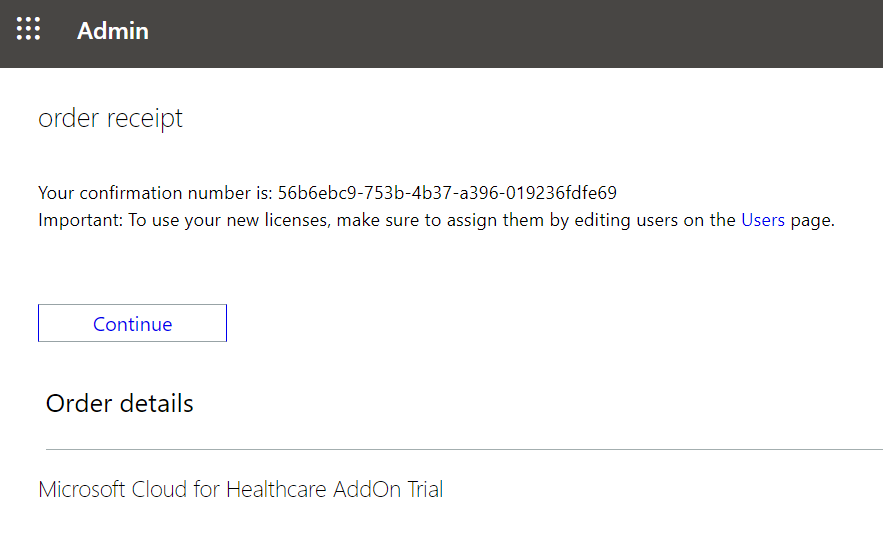 Admin
order receipt
Your confirmation number is: 56b6ebc9-753b-4b37-a396-019236fdfe69
Important: To use your new licenses, make sure to assign them by editing users on the Users page.
Continue
Order details
Microsoft Cloud for Healthcare AddOn Trial